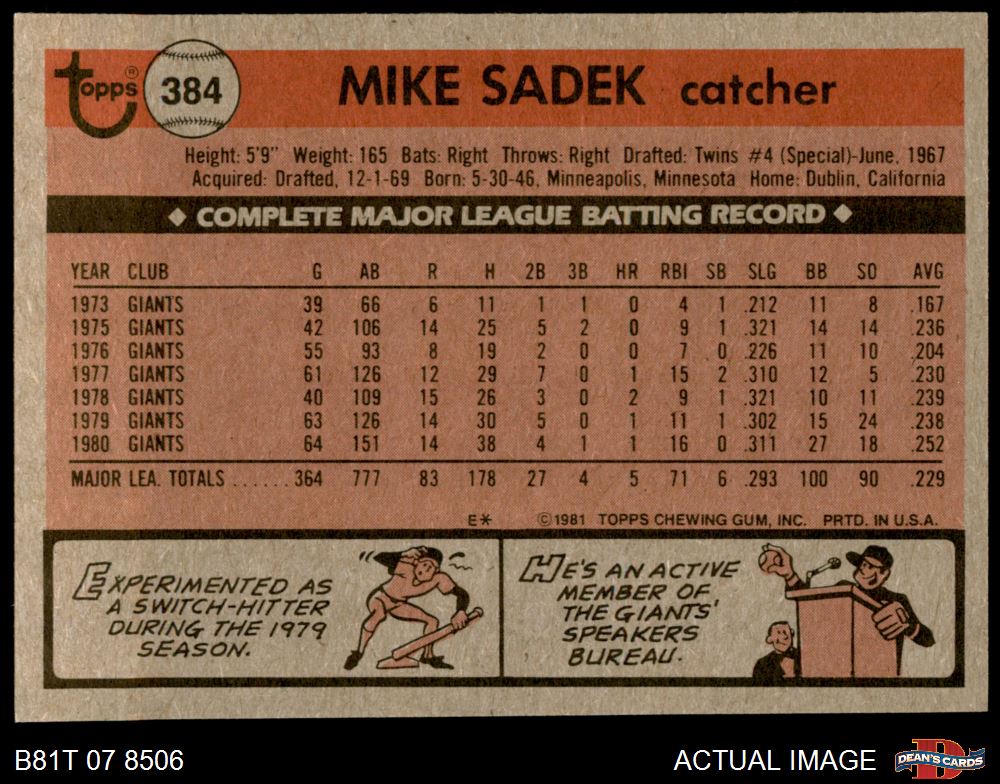 Topps® 384 MIKE SADEK catcher
Height: 5'9" Weight: 165 Bats: Right Throws: Right Drafted: Twins #4 (Special)-June, 1967
Acquired: Drafted, 12-1-69 Born: 5-30-46, Minneapolis, Minnesota Home: Dublin, California
◆ COMPLETE MAJOR LEAGUE BATTING RECORD ◆
YEAR CLUB G AB R H 2B 3B HR RBI SB SLG BB SO AVG
1973 GIANTS 39 66 6 11 1 1 0 4 1 .212 11 8 .167
1975 GIANTS 42 106 14 25 5 2 0 9 1 .321 14 14 .236
1976 GIANTS 55 93 8 19 2 0 0 7 0 .226 11 10 .204
1977 GIANTS 61 126 12 29 7 0 1 15 2 .310 12 5 .230
1978 GIANTS 40 109 15 26 3 0 2 9 1 .321 10 11 .239
1979 GIANTS 63 126 14 30 5 0 1 11 1 .302 15 24 .238
1980 GIANTS 64 151 14 38 4 1 1 16 0 .311 27 18 .252
MAJOR LEA. TOTALS ...... 364 777 83 178 27 4 5 71 6 .293 100 90 .229
E* ©1981 TOPPS CHEWING GUM, INC. PRTD. IN U.S.A.
EXPERIMENTED AS
A SWITCH-HITTER
DURING THE 1979
SEASON.
HE'S AN ACTIVE
MEMBER OF
THE GIANTS'
SPEAKERS
BUREAU.
B81T 07 8506
ACTUAL IMAGE
DEAN'S CARDS